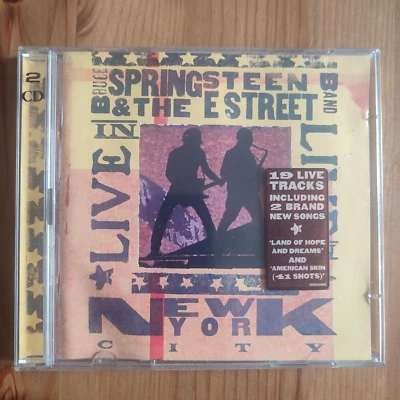 2
CD
BRUCE
SPRINGSTEEN
& THE E STREET
BAND
LIVE IN
NEW
YORK
CITY
19 LIVE
TRACKS
INCLUDING
2 BRAND
NEW SONGS
'LAND OF HOPE
AND DREAMS' AND
'AMERICAN SKIN
(41 SHOTS)'